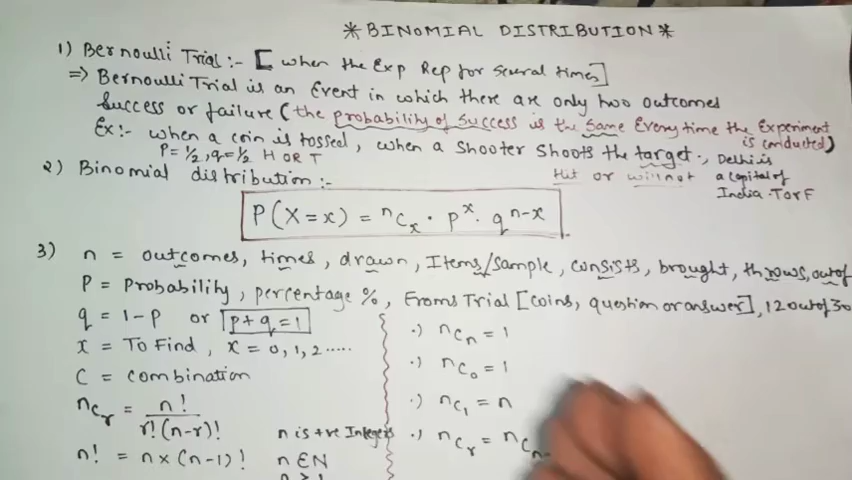 * BINOMIAL DISTRIBUTION *
1) Bernoulli Trial :- [ when the Exp Rep for several times ]
=> Bernoulli Trial is an Event in which there are only two outcomes
success or failure ( the probability of success is the same Every time the Experiment
is conducted )
Ex :- when a coin is tossed, when a shooter shoots the target., Delhi is
P = 1/2, q = 1/2 H OR T
Hit or will not
a capital of
India. T or F
2) Binomial distribution :-
P(X=x) = ⁿCₓ · pˣ · qⁿ⁻ˣ
3) n = outcomes, times, drawn, Items/Sample, consists, brought, throws, out of
P = Probability, percentage %, From Trial [coins, question or answer], 12 out of 30
q = 1-p or p+q=1
x = To Find, x = 0, 1, 2 .....
C = combination
ⁿCᵣ = n! / r!(n-r)!
n is +ve Integers
n! = n×(n-1)! n ∈ N
n ≥ 1
·) ⁿCₙ = 1
·) ⁿC₀ = 1
·) ⁿC₁ = n
·) ⁿCᵣ = ⁿCₙ₋